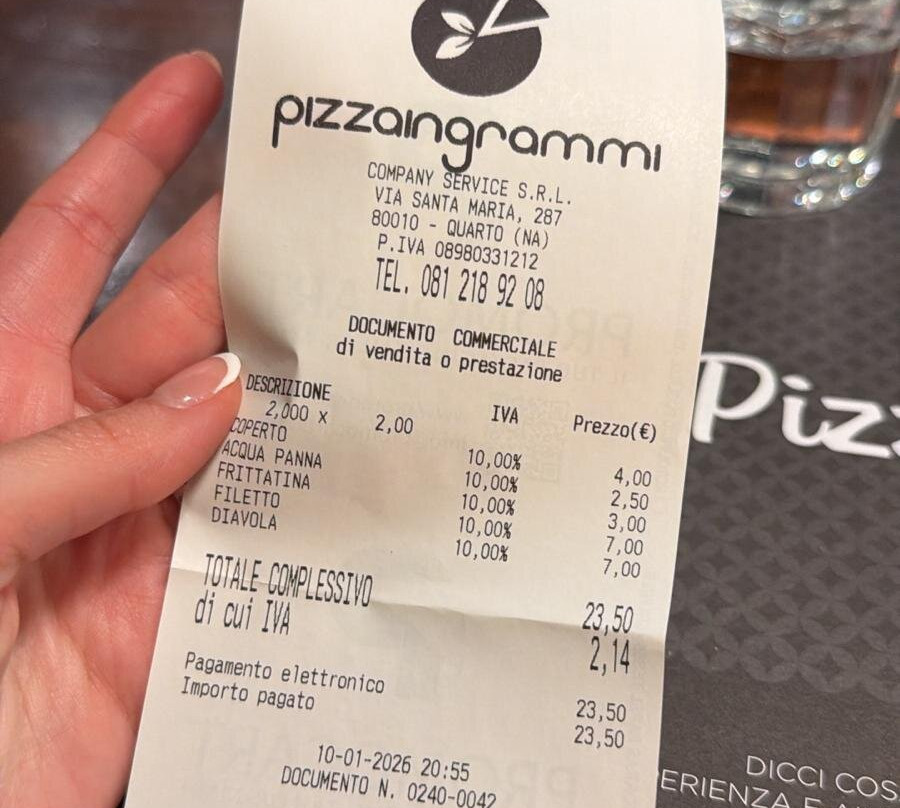 pizzaingrammi
COMPANY SERVICE S.R.L.
VIA SANTA MARIA, 287
80010 - QUARTO (NA)
P.IVA 08980331212
TEL. 081 218 92 08
DOCUMENTO COMMERCIALE
di vendita o prestazione
DESCRIZIONE IVA Prezzo(€)
2,000 x 2,00
COPERTO 10,00% 4,00
ACQUA PANNA 10,00% 2,50
FRITTATINA 10,00% 3,00
FILETTO 10,00% 7,00
DIAVOLA 10,00% 7,00
TOTALE COMPLESSIVO 23,50
di cui IVA 2,14
Pagamento elettronico 23,50
Importo pagato 23,50
10-01-2026 20:55
DOCUMENTO N. 0240-0042
Piz
DICCI COS